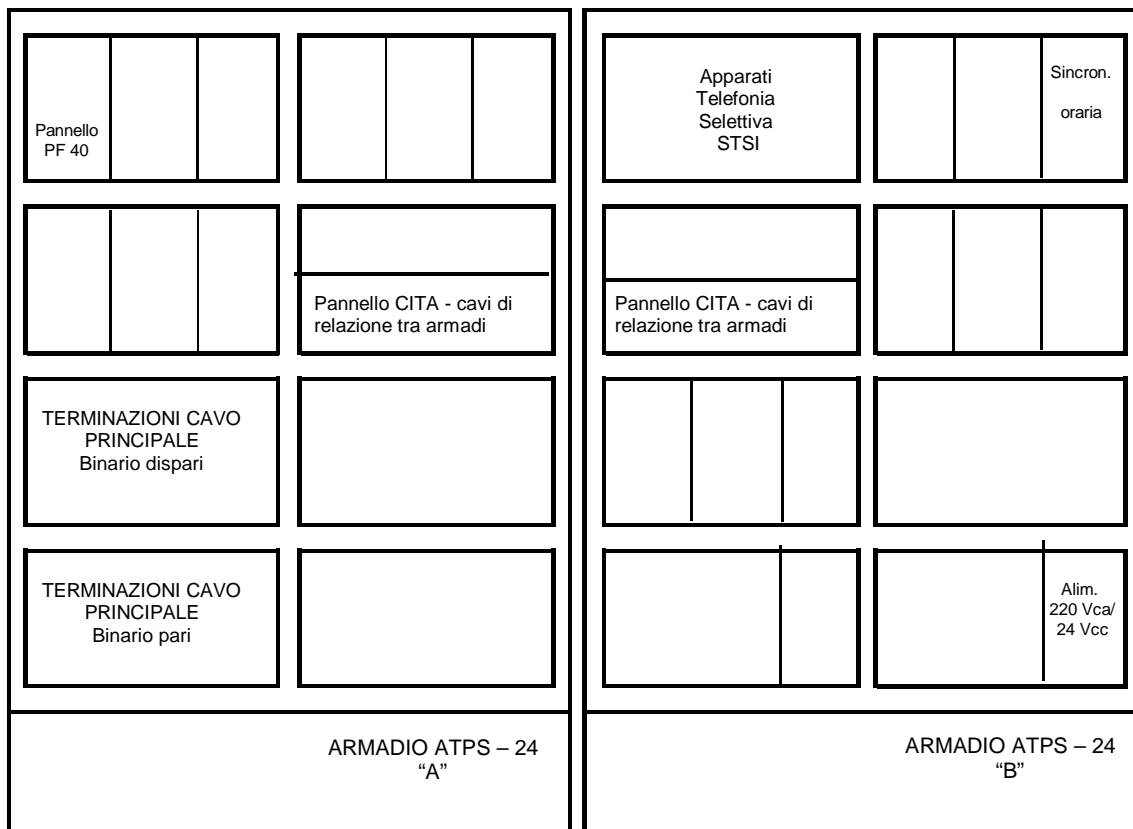 Pannello
PF 40
Apparati
Telefonia
Selettiva
STSI
Sincron.
oraria
Pannello CITA - cavi di
relazione tra armadi
Pannello CITA - cavi di
relazione tra armadi
TERMINAZIONI CAVO
PRINCIPALE
Binario dispari
TERMINAZIONI CAVO
PRINCIPALE
Binario pari
Alim.
220 Vca/
24 Vcc
ARMADIO ATPS – 24
“A”
ARMADIO ATPS – 24
“B”